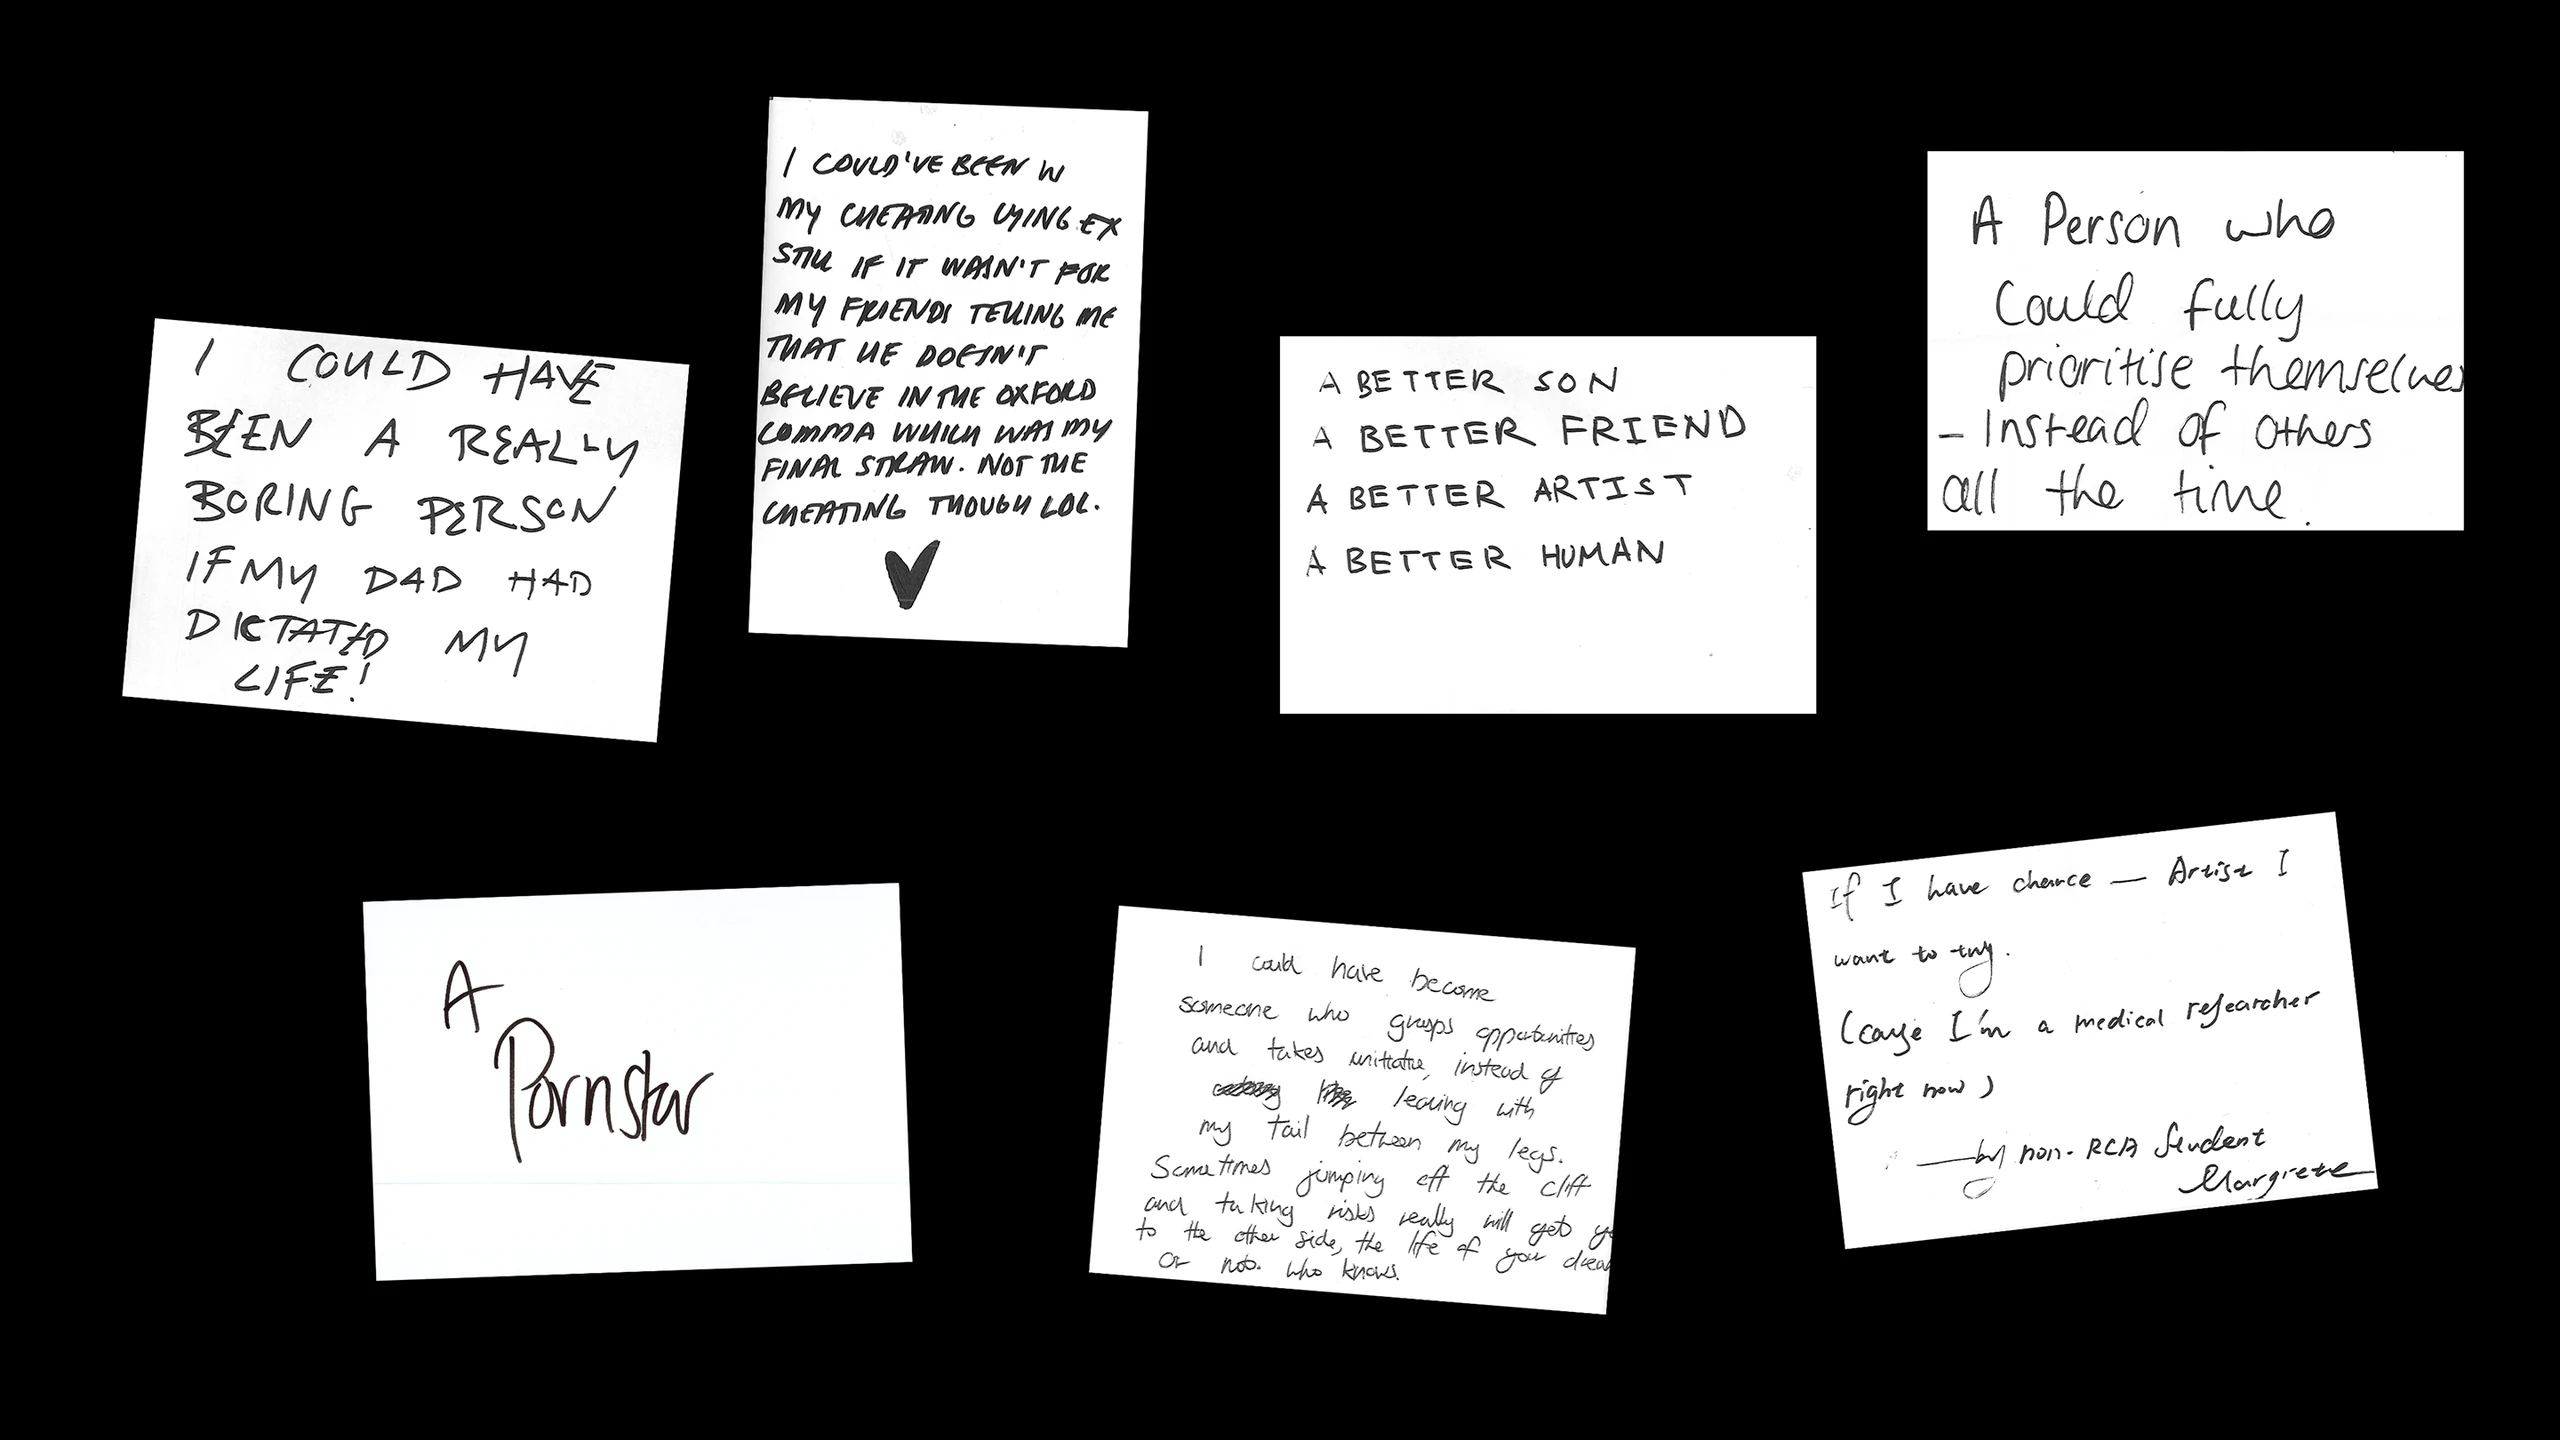 I COULD HAVE
BEEN A REALLY
BORING PERSON
IF MY DAD HAD
DICTATED MY
LIFE!
I COULD'VE BEEN W
MY CHEATING LYING EX
STILL IF IT WASN'T FOR
MY FRIENDS TELLING ME
THAT HE DOESN'T
BELIEVE IN THE OXFORD
COMMA WHICH WAS MY
FINAL STRAW. NOT THE
CHEATING THOUGH LOL.
A BETTER SON
A BETTER FRIEND
A BETTER ARTIST
A BETTER HUMAN
A Person who
Could fully
prioritise themselves
- Instead of others
all the time.
A
Pornstar
I could have become
someone who grasps opportunities
and takes initiative, instead of
leaving with
my tail between my legs.
Sometimes jumping off the cliff
and taking risks really will get
to the other side, the life of your
or not. who knows.
If I have chance — Artist I
want to try.
(cause I'm a medical researcher
right now)
—by non-RCA Student
Margrete